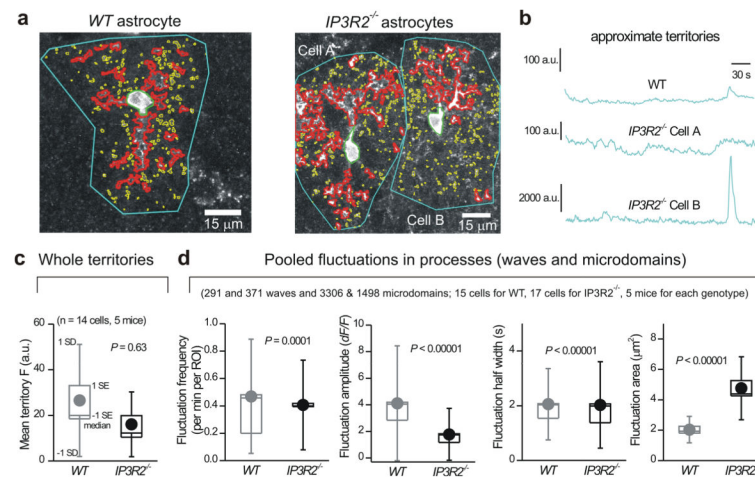 a
WT astrocyte
IP3R2-/- astrocytes
Cell A
Cell B
15 μm
15 μm
b
approximate territories
100 a.u.
30 s
WT
100 a.u.
IP3R2-/- Cell A
2000 a.u.
IP3R2-/- Cell B
c
Whole territories
(n = 14 cells, 5 mice)
P = 0.63
Mean territory F (a.u.)
60
40
20
0
1 SD
1 SE
-1 SE
median
-1 SD
WT
IP3R2-/-
d
Pooled fluctuations in processes (waves and microdomains)
(291 and 371 waves and 3306 & 1498 microdomains; 15 cells for WT, 17 cells for IP3R2-/-, 5 mice for each genotype)
Fluctuation frequency
(per min per ROI)
1.0
0.8
0.6
0.4
0.2
0.0
P = 0.0001
WT
IP3R2-/-
Fluctuation amplitude (dF/F)
10
8
6
4
2
0
P < 0.00001
WT
IP3R2-/-
Fluctuation half width (s)
4
2
0
P < 0.00001
WT
IP3R2-/-
Fluctuation area (μm2)
8
6
4
2
0
P < 0.00001
WT
IP3R2-/-